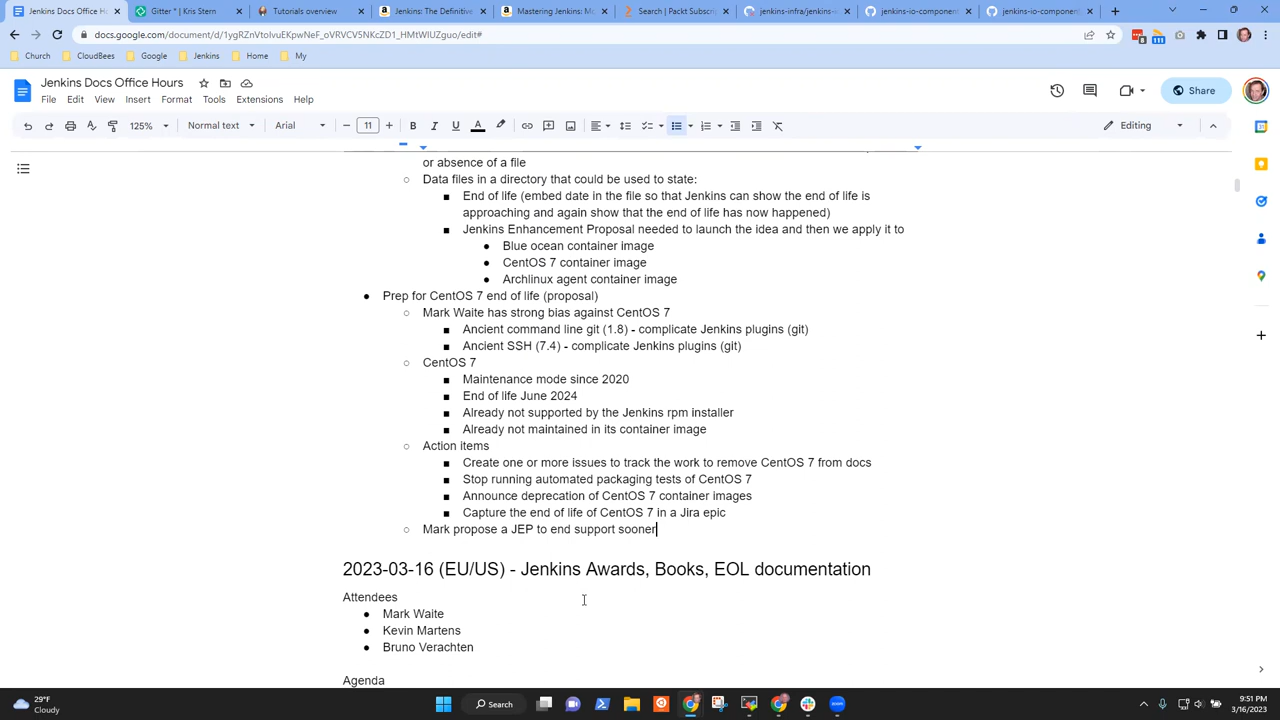 Jenkins Docs Office Hours
Gitter * | Kris Stern
Tutorials overview
Amazon: The Definitive
Mastering Jenkins: M
Search | Packt Subscri
jenkins-infra/jenkins-
jenkins-io-component
jenkins-io-component
docs.google.com/document/d/1ygRZnVtoIvuEKpwNeF_oVRVCV5NKcZD1_HMtWIUZguo/edit#
Church
CloudBees
Google
Jenkins
Home
My
Jenkins Docs Office Hours
File Edit View Insert Format Tools Extensions Help
Share
125%
Normal text
Arial
11
B I U A
Editing
or absence of a file
○ Data files in a directory that could be used to state:
■ End of life (embed date in the file so that Jenkins can show the end of life is
approaching and again show that the end of life has now happened)
■ Jenkins Enhancement Proposal needed to launch the idea and then we apply it to
● Blue ocean container image
● CentOS 7 container image
● Archlinux agent container image
● Prep for CentOS 7 end of life (proposal)
○ Mark Waite has strong bias against CentOS 7
■ Ancient command line git (1.8) - complicate Jenkins plugins (git)
■ Ancient SSH (7.4) - complicate Jenkins plugins (git)
○ CentOS 7
■ Maintenance mode since 2020
■ End of life June 2024
■ Already not supported by the Jenkins rpm installer
■ Already not maintained in its container image
○ Action items
■ Create one or more issues to track the work to remove CentOS 7 from docs
■ Stop running automated packaging tests of CentOS 7
■ Announce deprecation of CentOS 7 container images
■ Capture the end of life of CentOS 7 in a Jira epic
○ Mark propose a JEP to end support sooner
2023-03-16 (EU/US) - Jenkins Awards, Books, EOL documentation
Attendees
● Mark Waite
● Kevin Martens
● Bruno Verachten
Agenda
29°F
Cloudy
Search
9:51 PM
3/16/2023